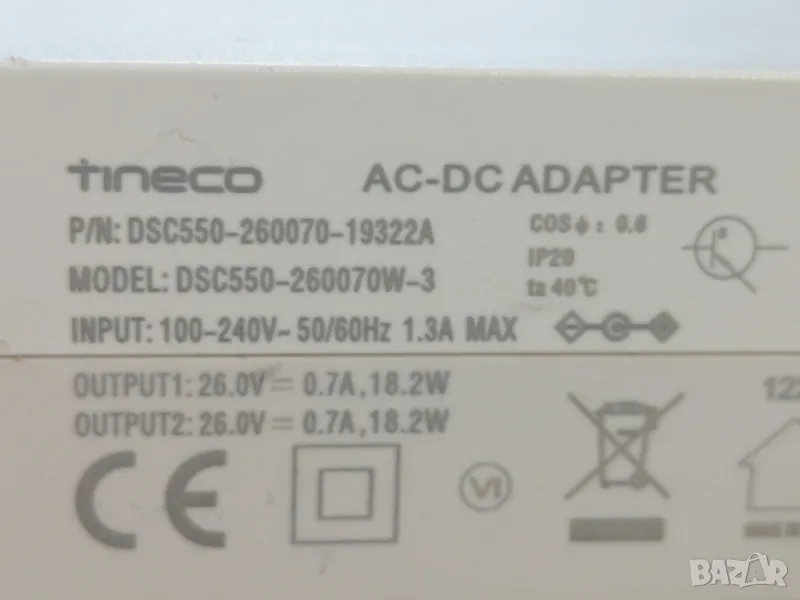 tineco AC-DC ADAPTER
P/N: DSC550-260070-19322A
COS ϕ : 0.6
IP20
MODEL: DSC550-260070W-3
ta 40℃
INPUT: 100-240V~ 50/60Hz 1.3A MAX
OUTPUT1: 26.0V⎓0.7A,18.2W
OUTPUT2: 26.0V⎓0.7A,18.2W
CE
VI
BAZAR